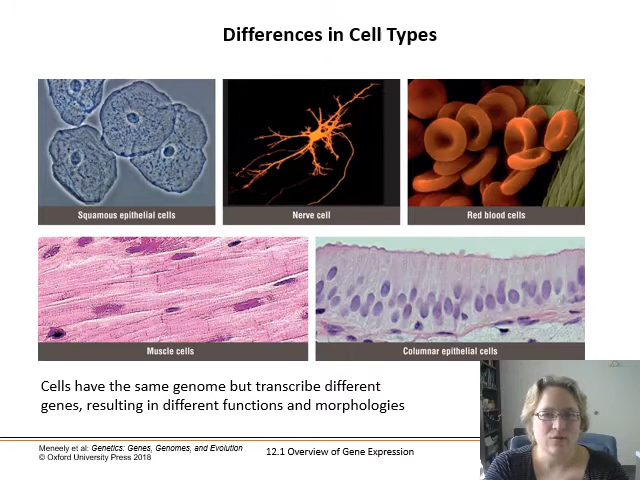 Differences in Cell Types
Squamous epithelial cells
Nerve cell
Red blood cells
Muscle cells
Columnar epithelial cells
Cells have the same genome but transcribe different
genes, resulting in different functions and morphologies
Meneely et al: Genetics: Genes, Genomes, and Evolution
© Oxford University Press 2018
12.1 Overview of Gene Expression